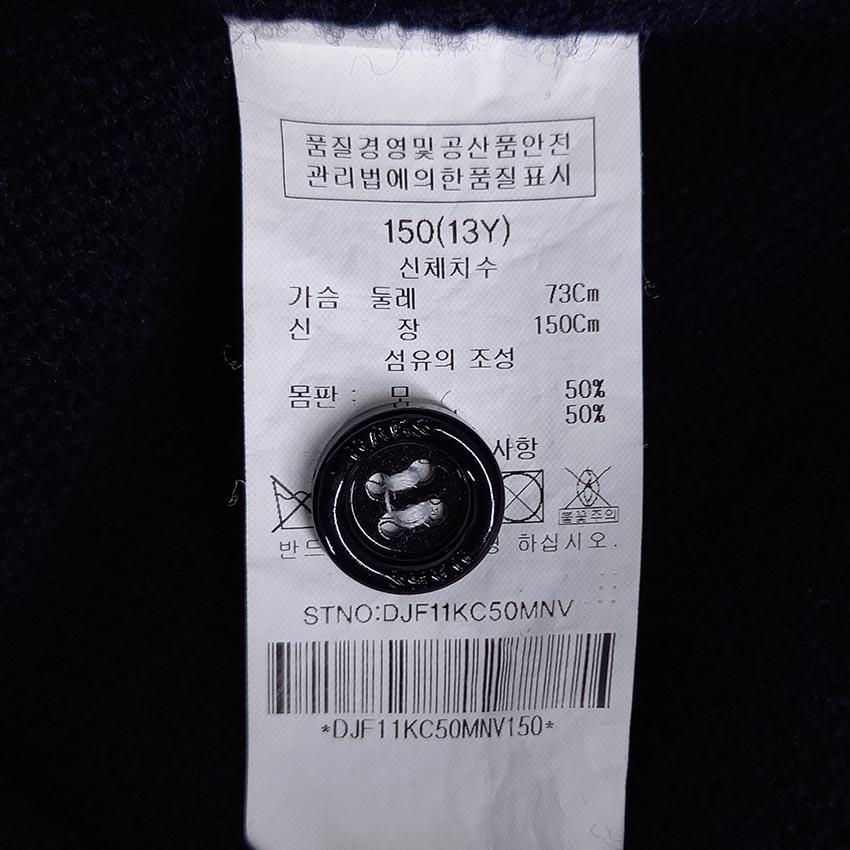 품질경영및공산품안전
관리법에의한품질표시
150(13Y)
신체치수
가슴 둘레 73Cm
신 장 150Cm
섬유의 조성
몸판 : 50%
50%
사항
불꽃주의
반드 하십시오.
STNO:DJF11KC50MNV
*DJF11KC50MNV150*